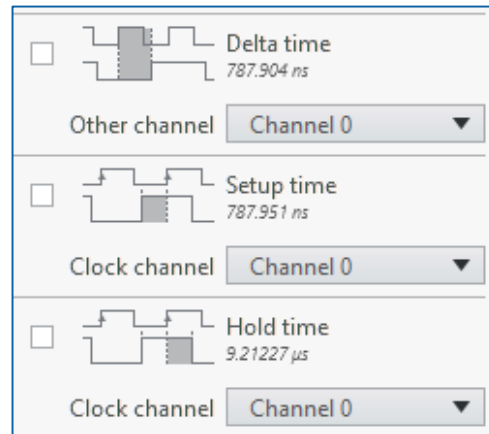 Delta time
787.904 ns
Other channel Channel 0
Setup time
787.951 ns
Clock channel Channel 0
Hold time
9.21227 µs
Clock channel Channel 0